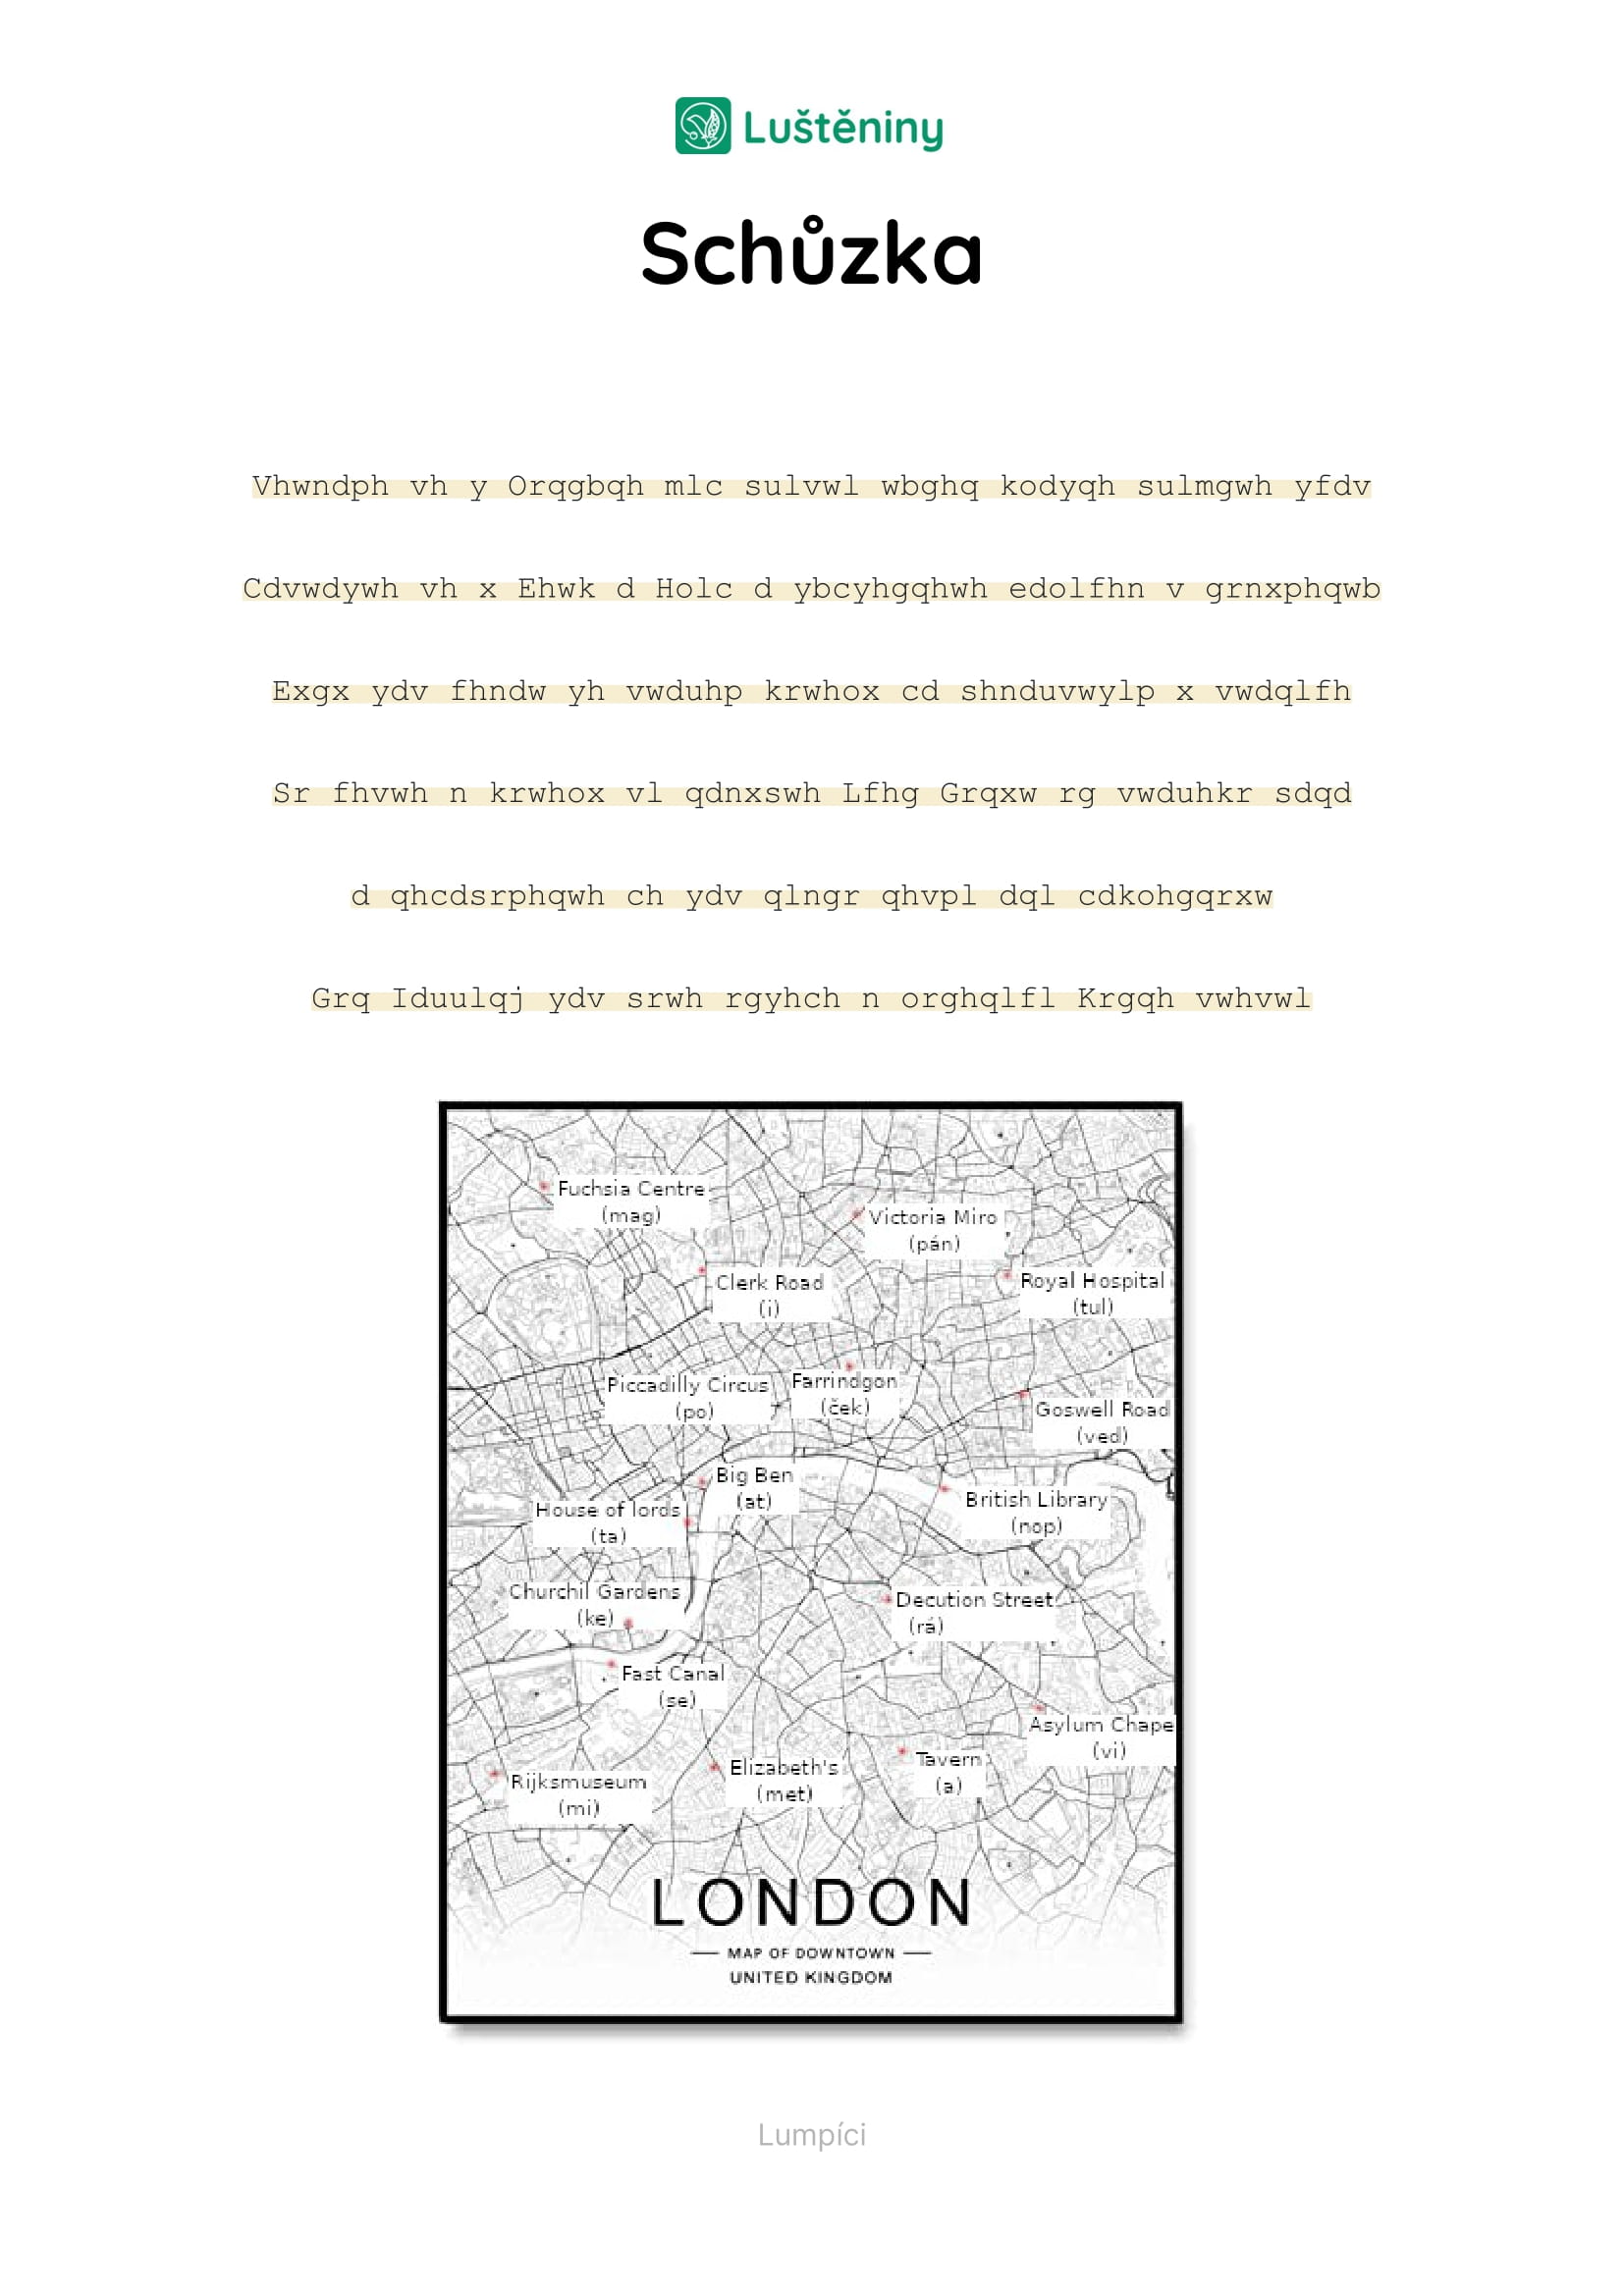 Luštěniny
Schůzka
Vhwndph vh y Orqgbqh mlc sulvwl wbghq kodyqh sulmgwh yfdv
Cdvwdywh vh x Ehwk d Holc d ybcyhgqhwh edolfhn v grnxphqwb
Exgx ydv fhndw yh vwduhp krwhox cd shnduvwylp x vwdqlfh
Sr fhvwh n krwhox vl qdnxswh Lfhg Grqxw rg vwduhkr sdqd
d qhcdsrphqwh ch ydv qlngr qhvpl dql cdkohgqrxw
Grq Iduulqj ydv srwh rgyhch n orghqlfl Krgqh vwhvwl
Fuchsia Centre
(mag)
Victoria Miro
(pán)
Clerk Road
(i)
Royal Hospital
(tul)
Piccadilly Circus
(po)
Farrindgon
(ček)
Goswell Road
(ved)
Big Ben
(at)
British Library
(nop)
House of lords
(ta)
Churchil Gardens
(ke)
Decution Street
(rá)
Fast Canal
(se)
Asylum Chape
(vi)
Tavern
(a)
Elizabeth's
(met)
Rijksmuseum
(mi)
LONDON
MAP OF DOWNTOWN
UNITED KINGDOM
Lumpíci